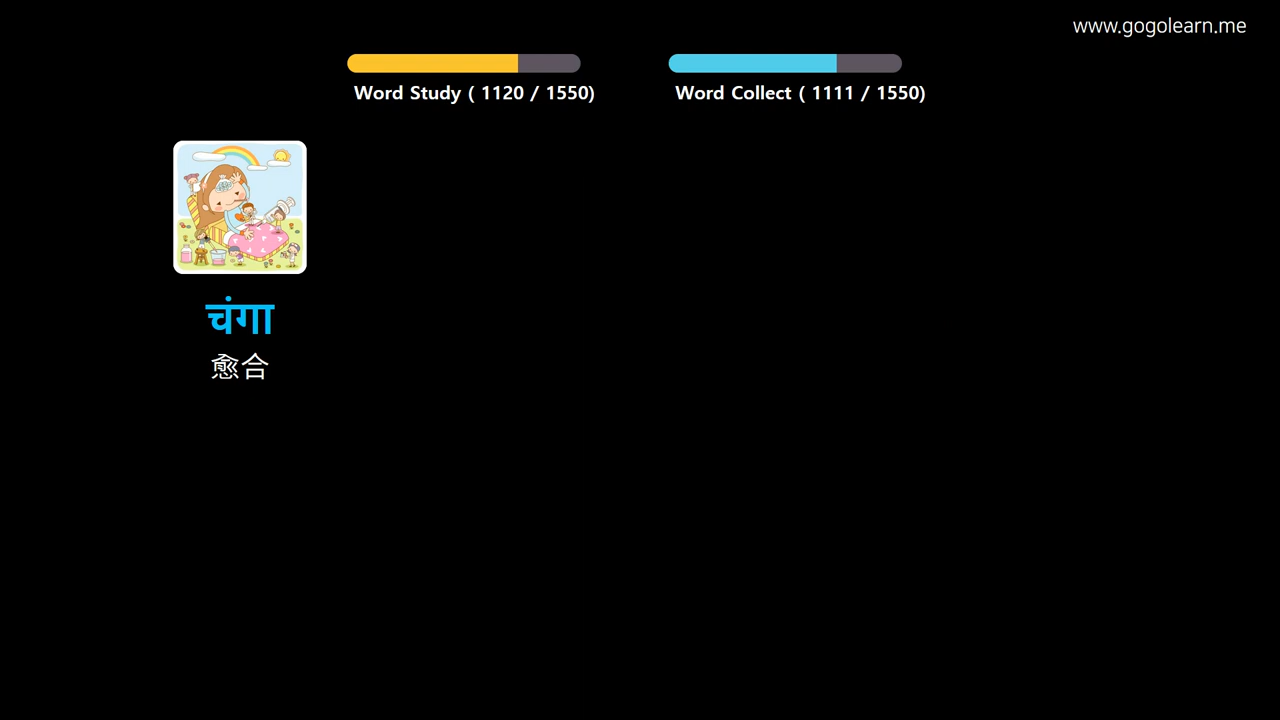 www.gogolearn.me
Word Study ( 1120 / 1550)
Word Collect ( 1111 / 1550)
चंगा
愈合